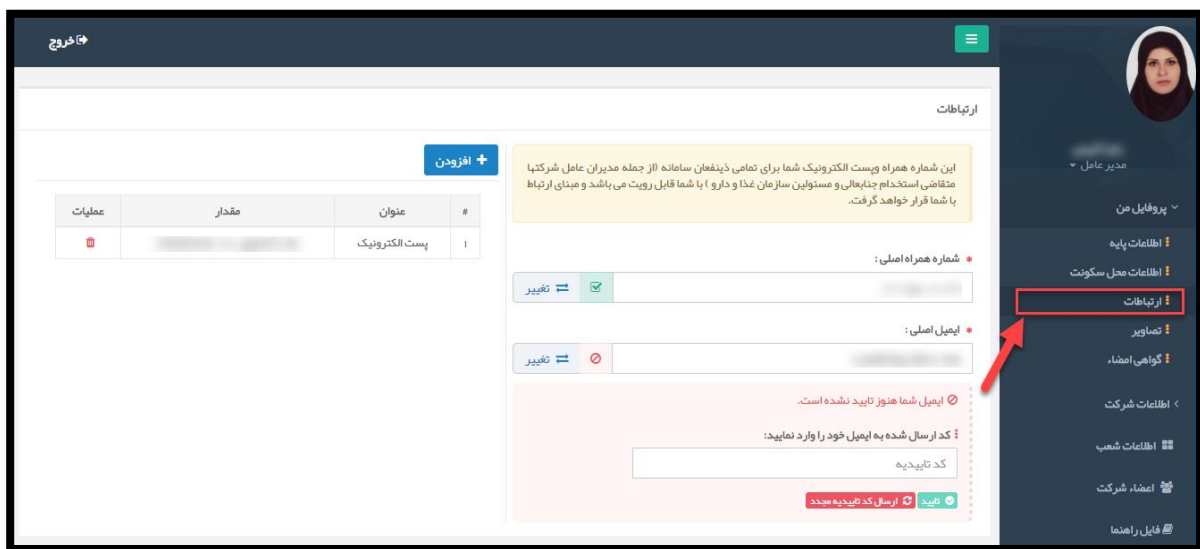 خروج
مدیر عامل
پروفایل من
اطلاعات پایه
اطلاعات محل سکونت
ارتباطات
تصاویر
گواهی امضاء
اطلاعات شرکت
اطلاعات شعب
اعضاء شرکت
فایل راهنما
ارتباطات
این شماره همراه وپست الکترونیک شما برای تمامی ذینفعان سامانه (از جمله مدیران عامل شرکتها
متقاضی استخدام جنابعالی و مسئولین سازمان غذا و دارو ) با شما قابل رویت می باشد و مبنای ارتباط
با شما قرار خواهد گرفت.
* شماره همراه اصلی :
تغییر
* ایمیل اصلی :
تغییر
ایمیل شما هنوز تایید نشده است.
کد ارسال شده به ایمیل خود را وارد نمایید:
کد تاییدیه
تایید ارسال کد تاییدیه مجدد
+ افزودن
# عنوان مقدار عملیات
۱ پست الکترونیک